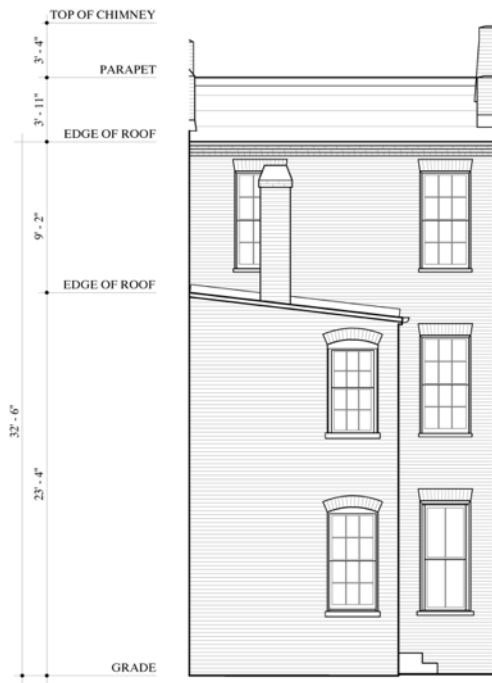 TOP OF CHIMNEY
3' - 4"
PARAPET
3' - 11"
EDGE OF ROOF
9' - 2"
EDGE OF ROOF
32' - 6"
23' - 4"
GRADE